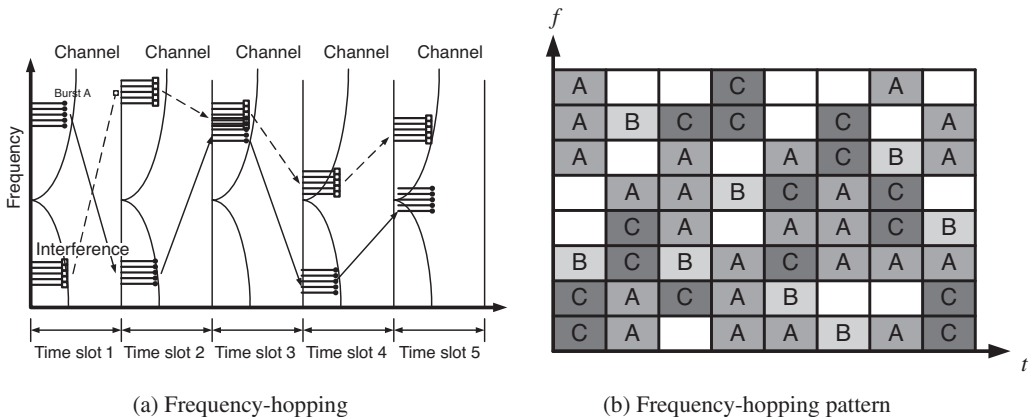 Channel Channel Channel Channel Channel
Burst A
Frequency
Interference
Time slot 1 Time slot 2 Time slot 3 Time slot 4 Time slot 5
(a) Frequency-hopping
f
A C A
A B C C C A
A A A C B A
A A B C A C
C A A A C B
B C B A C A A A
C A C A B C
C A A A B A C
t
(b) Frequency-hopping pattern